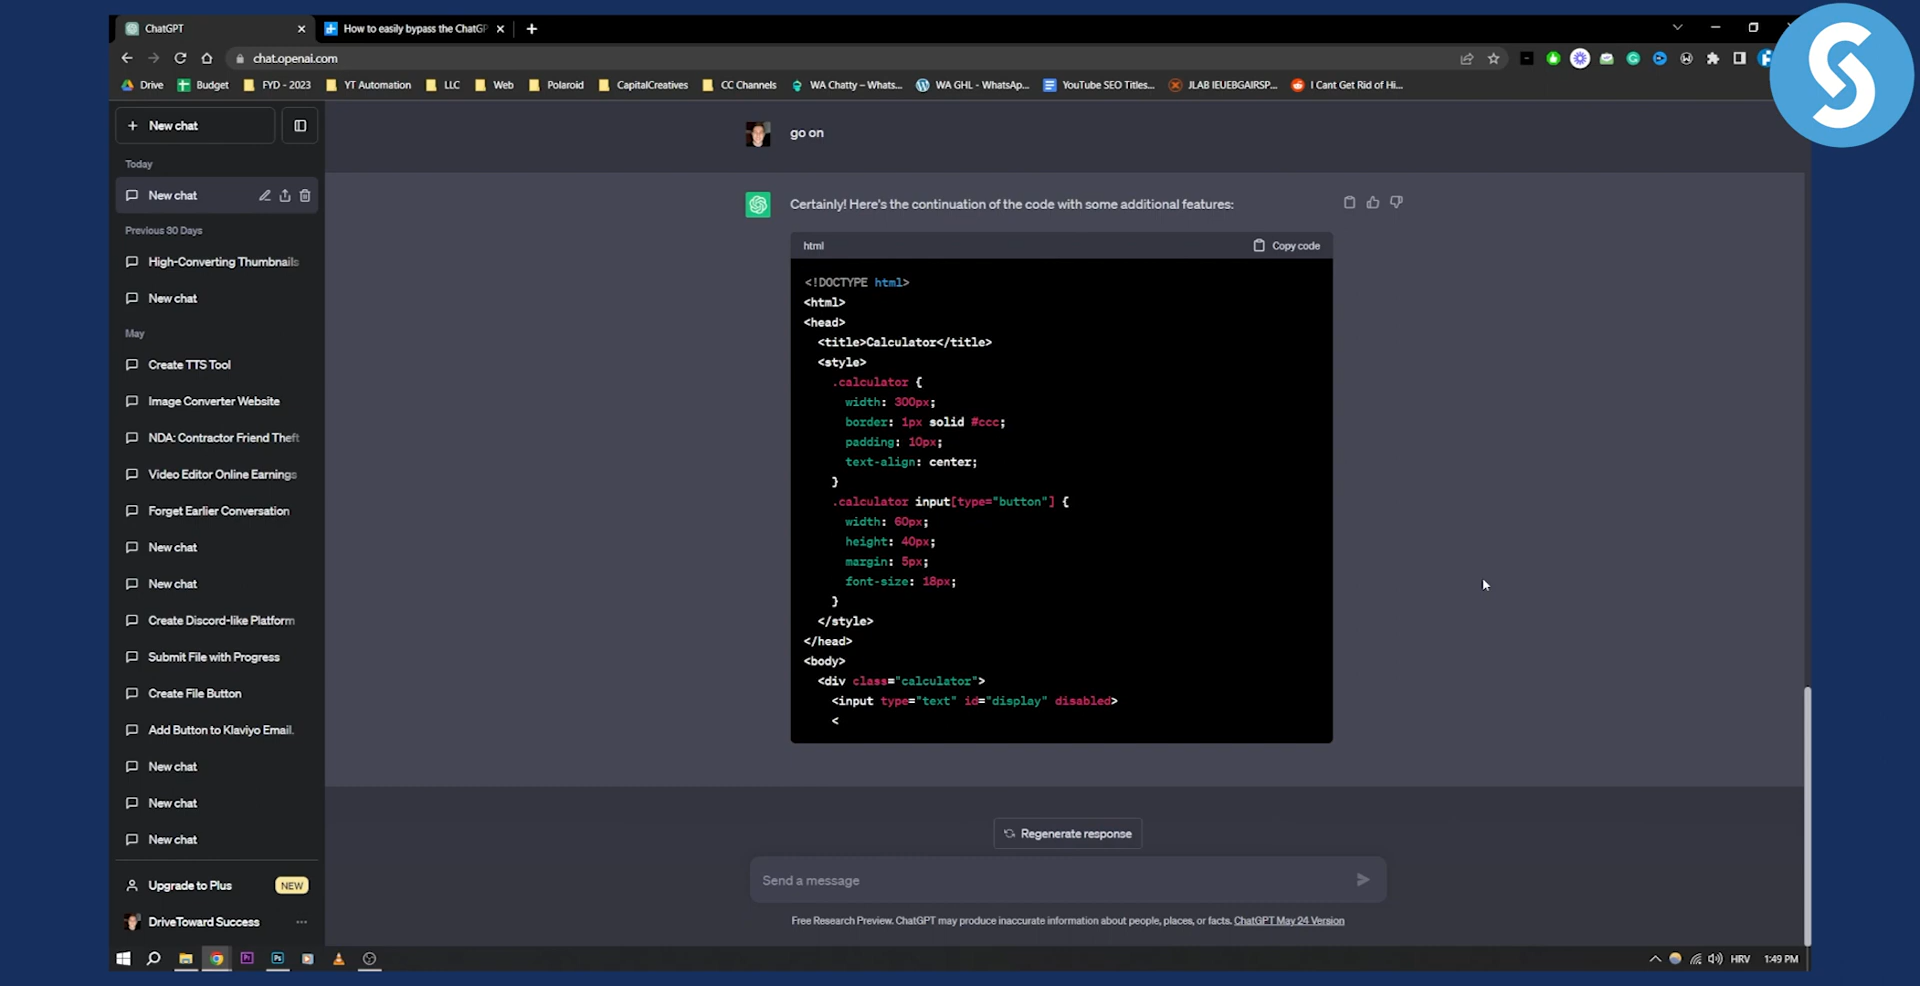 ChatGPT
How to easily bypass the ChatGP
chat.openai.com
Drive
Budget
FYD - 2023
YT Automation
LLC
Web
Polaroid
CapitalCreatives
CC Channels
WA Chatty – Whats...
WA GHL - WhatsAp...
YouTube SEO Titles...
JLAB IEUEBGAIRSP...
I Cant Get Rid of Hi...
New chat
Today
New chat
Previous 30 Days
High-Converting Thumbnails
New chat
May
Create TTS Tool
Image Converter Website
NDA: Contractor Friend Theft
Video Editor Online Earnings
Forget Earlier Conversation
New chat
New chat
Create Discord-like Platform
Submit File with Progress
Create File Button
Add Button to Klaviyo Email.
New chat
New chat
New chat
Upgrade to Plus
NEW
DriveToward Success
go on
Certainly! Here's the continuation of the code with some additional features:
html
Copy code
<!DOCTYPE html>
<html>
<head>
<title>Calculator</title>
<style>
.calculator {
width: 300px;
border: 1px solid #ccc;
padding: 10px;
text-align: center;
}
.calculator input[type="button"] {
width: 60px;
height: 40px;
margin: 5px;
font-size: 18px;
}
</style>
</head>
<body>
<div class="calculator">
<input type="text" id="display" disabled>
<
Regenerate response
Send a message
Free Research Preview. ChatGPT may produce inaccurate information about people, places, or facts. ChatGPT May 24 Version
HRV
1:49 PM